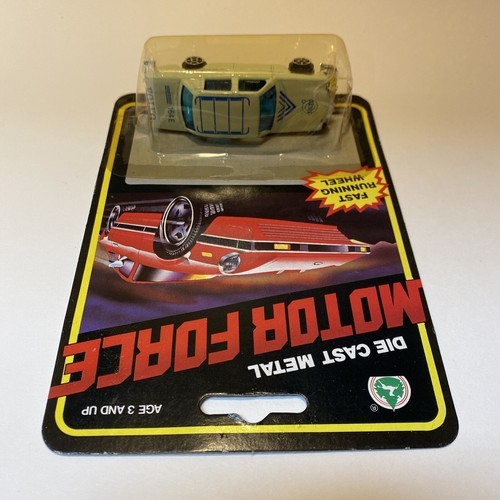 AGE 3 AND UP
DIE CAST METAL
MOTOR FORCE
FAST
RUNNING
WHEEL
®